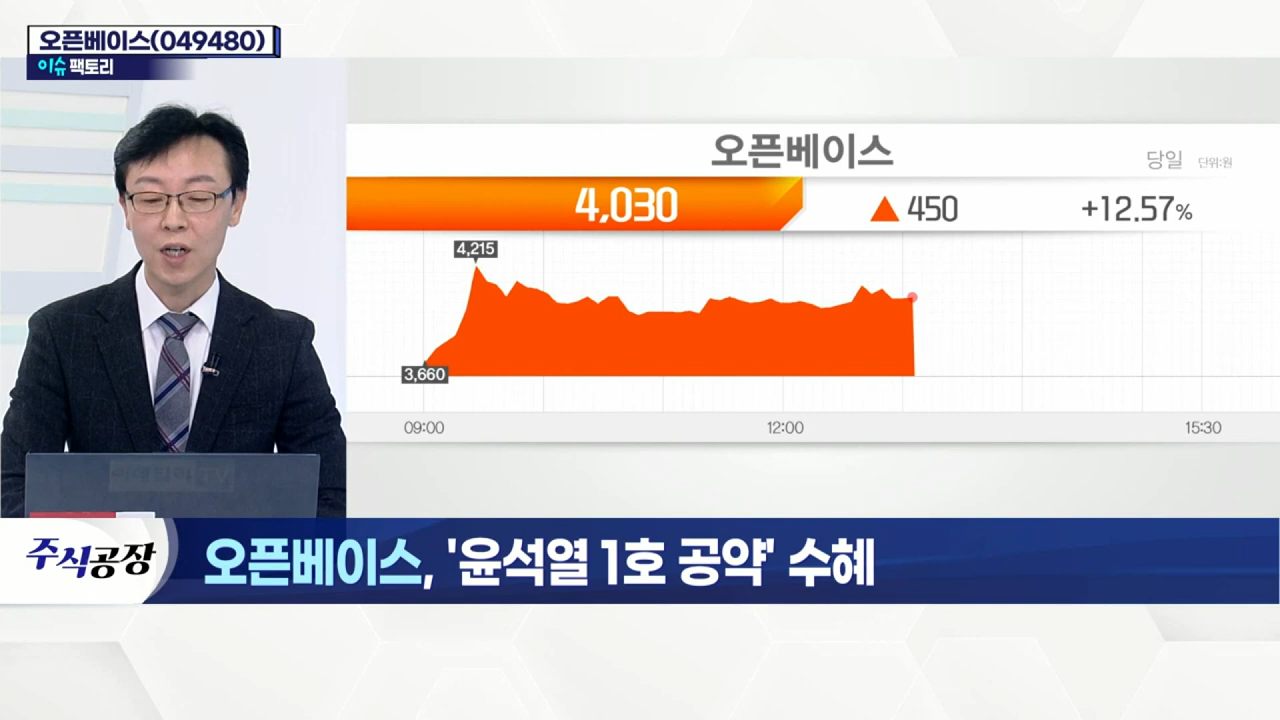 오픈베이스(049480)
이슈 팩토리
오픈베이스
당일 단위:원
4,030 ▲ 450 +12.57%
4,215
3,660
09:00 12:00 15:30
주식공장
오픈베이스, '윤석열 1호 공약' 수혜